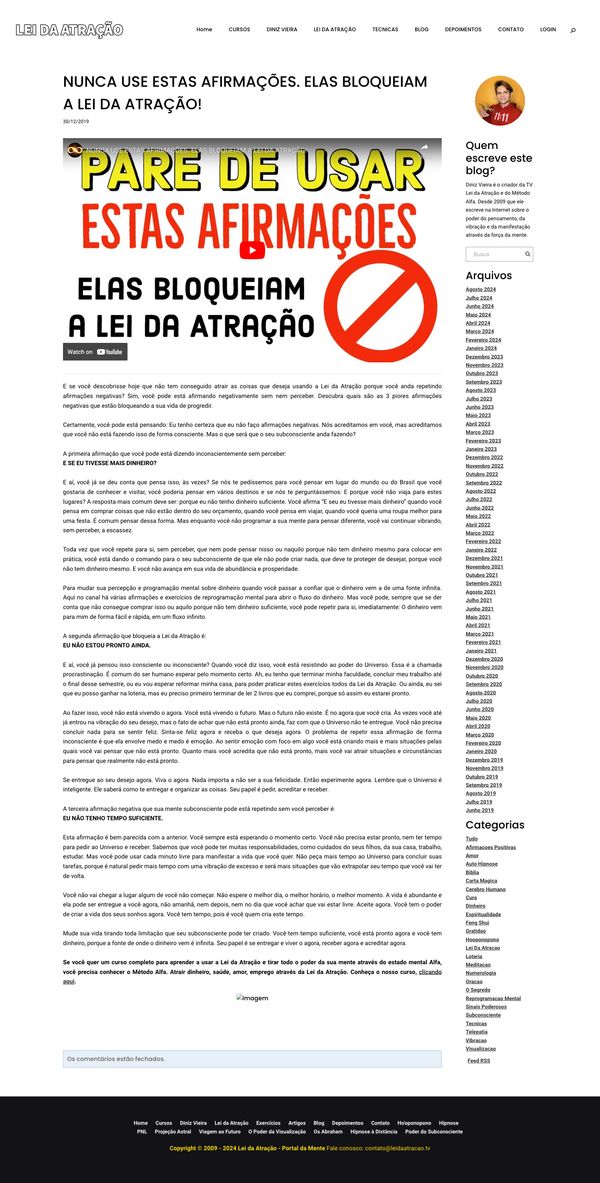 LEI DA ATRAÇÃO
Home CURSOS DINIZ VIEIRA LEI DA ATRAÇÃO TECNICAS BLOG DEPOIMENTOS CONTATO LOGIN
NUNCA USE ESTAS AFIRMAÇÕES. ELAS BLOQUEIAM
A LEI DA ATRAÇÃO!
30/12/2019
NUNCA USE ESTAS AFIRMAÇÕES. ELAS BLOQUEIAM A LEI DA ATRAÇÃO
PARE DE USAR
ESTAS AFIRMAÇÕES
ELAS BLOQUEIAM
A LEI DA ATRAÇÃO
Watch on YouTube
E se você descobrisse hoje que não tem conseguido atrair as coisas que deseja usando a Lei da Atração porque você anda repetindo
afirmações negativas? Sim, você pode está afirmando negativamente sem nem perceber. Descubra quais são as 3 piores afirmações
negativas que estão bloqueando a sua vida de progredir.
Certamente, você pode está pensando: Eu tenho certeza que eu não faço afirmações negativas. Nós acreditamos em você, mas acreditamos
que você não está fazendo isso de forma consciente. Mas o que será que o seu subconsciente anda fazendo?
A primeira afirmação que você pode está dizendo inconscientemente sem perceber:
E SE EU TIVESSE MAIS DINHEIRO?
E aí, você já se deu conta que pensa isso, às vezes? Se nós te pedíssemos para você pensar em lugar do mundo ou do Brasil que você
gostaria de conhecer e visitar, você poderia pensar em vários destinos e se nós te perguntássemos: E porque você não viaja para estes
lugares? A resposta mais comum deve ser: porque eu não tenho dinheiro suficiente. Você afirma "E seu eu tivesse mais dinheiro" quando você
pensa em comprar coisas que não estão dentro do seu orçamento, quando você pensa em viajar, quando você queria uma roupa melhor para
uma festa. É comum pensar dessa forma. Mas enquanto você não programar a sua mente para pensar diferente, você vai continuar vibrando,
sem perceber, a escassez.
Toda vez que você repete para si, sem perceber, que nem pode pensar nisso ou naquilo porque não tem dinheiro mesmo para colocar em
prática, você está dando o comando para o seu subconsciente de que ele não pode criar nada, que deve te proteger de desejar, porque você
não tem dinheiro mesmo. E você não avança em sua vida de abundância e prosperidade.
Para mudar sua percepção e programação mental sobre dinheiro quando você passar a confiar que o dinheiro vem a de uma fonte infinita.
Aqui no canal há várias afirmações e exercícios de reprogramação mental para abrir o fluxo do dinheiro. Mas você pode, sempre que se der
conta que não consegue comprar isso ou aquilo porque não tem dinheiro suficiente, você pode repetir para si, imediatamente: O dinheiro vem
para mim de forma fácil e rápida, em um fluxo infinito.
A segunda afirmação que bloqueia a Lei da Atração é:
EU NÃO ESTOU PRONTO AINDA.
E aí, você já pensou isso consciente ou inconsciente? Quando você diz isso, você está resistindo ao poder do Universo. Essa é a chamada
procrastinação. É comum do ser humano esperar pelo momento certo. Ah, eu tenho que terminar minha faculdade, concluir meu trabalho até
o final desse semestre, ou eu vou esperar reformar minha casa, para poder praticar estes exercícios todos da Lei da Atração. Ou ainda, eu sei
que eu posso ganhar na loteria, mas eu preciso primeiro terminar de ler 2 livros que eu comprei, porque só assim eu estarei pronto.
Ao fazer isso, você não está vivendo o agora. Você está vivendo o futuro. Mas o futuro não existe. É no agora que você cria. Às vezes você até
já entrou na vibração do seu desejo, mas o fato de achar que não está pronto ainda, faz com que o Universo não te entregue. Você não precisa
concluir nada para se sentir feliz. Sinta-se feliz agora e receba o que deseja agora. O problema de repetir essa afirmação de forma
inconsciente é que ela envolve medo e medo é emoção. Ao sentir emoção com foco em algo você está criando mais e mais situações pelas
quais você vai pensar que não está pronto. Quanto mais você acredita que não está pronto, mais você vai atrair situações e circunstâncias
para pensar que realmente não está pronto.
Se entregue ao seu desejo agora. Viva o agora. Nada importa a não ser a sua felicidade. Então experimente agora. Lembre que o Universo é
inteligente. Ele saberá como te entregar e organizar as coisas. Seu papel é pedir, acreditar e receber.
A terceira afirmação negativa que sua mente subconsciente pode está repetindo sem você perceber é:
EU NÃO TENHO TEMPO SUFICIENTE.
Esta afirmação é bem parecida com a anterior. Você sempre está esperando o momento certo. Você não precisa estar pronto, nem ter tempo
para pedir ao Universo e receber. Sabemos que você pode ter muitas responsabilidades, como cuidados do seus filhos, da sua casa, trabalho,
estudar. Mas você pode usar cada minuto livre para manifestar a vida que você quer. Não peça mais tempo ao Universo para concluir suas
tarefas, porque é natural pedir mais tempo com uma vibração de excesso e será mais situações que vão extrapolar seu tempo que você vai ter
de volta.
Você não vai chegar a lugar algum de você não começar. Não espere o melhor dia, o melhor horário, o melhor momento. A vida é abundante e
ela pode ser entregue a você agora, não amanhã, nem depois, nem no dia que você achar que vai estar livre. Aceite agora. Você tem o poder
de criar a vida dos seus sonhos agora. Você tem tempo, pois é você quem cria este tempo.
Mude sua vida tirando toda limitação que seu subconsciente pode ter criado. Você tem tempo suficiente, você está pronto agora e você tem
dinheiro, porque a fonte de onde o dinheiro vem é infinita. Seu papel é se entregar e viver o agora, receber agora e acreditar agora.
Se você quer um curso completo para aprender a usar a Lei da Atração e tirar todo o poder da sua mente através do estado mental Alfa,
você precisa conhecer o Método Alfa. Atrair dinheiro, saúde, amor, emprego através da Lei da Atração. Conheça o nosso curso, clicando
aqui.
Imagem
Os comentários estão fechados.
11:11
Quem
escreve este
blog?
Diniz Vieira é o criador da TV
Lei da Atração e do Método
Alfa. Desde 2009 que ele
escreve na Internet sobre o
poder do pensamento, da
vibração e da manifestação
através da força da mente.
Busca
Arquivos
Agosto 2024
Julho 2024
Junho 2024
Maio 2024
Abril 2024
Março 2024
Fevereiro 2024
Janeiro 2024
Dezembro 2023
Novembro 2023
Outubro 2023
Setembro 2023
Agosto 2023
Julho 2023
Junho 2023
Maio 2023
Abril 2023
Março 2023
Fevereiro 2023
Janeiro 2023
Dezembro 2022
Novembro 2022
Outubro 2022
Setembro 2022
Agosto 2022
Julho 2022
Junho 2022
Maio 2022
Abril 2022
Março 2022
Fevereiro 2022
Janeiro 2022
Dezembro 2021
Novembro 2021
Outubro 2021
Setembro 2021
Agosto 2021
Julho 2021
Junho 2021
Maio 2021
Abril 2021
Março 2021
Fevereiro 2021
Janeiro 2021
Dezembro 2020
Novembro 2020
Outubro 2020
Setembro 2020
Agosto 2020
Julho 2020
Junho 2020
Maio 2020
Abril 2020
Março 2020
Fevereiro 2020
Janeiro 2020
Dezembro 2019
Novembro 2019
Outubro 2019
Setembro 2019
Agosto 2019
Julho 2019
Junho 2019
Categorias
Tudo
Afirmacoes Positivas
Amor
Auto Hipnose
Bíblia
Carta Magica
Cerebro Humano
Cura
Dinheiro
Espiritualidade
Feng Shui
Gratidao
Hooponopono
Lei Da Atracao
Loteria
Meditacao
Numerologia
Oracao
O Segredo
Reprogramacao Mental
Sinais Poderosos
Subconsciente
Tecnicas
Telepatia
Vibracao
Visualizacao
Feed RSS
Home Cursos Diniz Vieira Lei da Atração Exercícios Artigos Blog Depoimentos Contato Ho'oponopono Hipnose
PNL Projeção Astral Viagem ao Futuro O Poder da Visualização Os Abraham Hipnose à Distância Poder do Subconsciente
Copyright © 2009 - 2024 Lei da Atração - Portal da Mente Fale conosco: contato@leidaatracao.tv